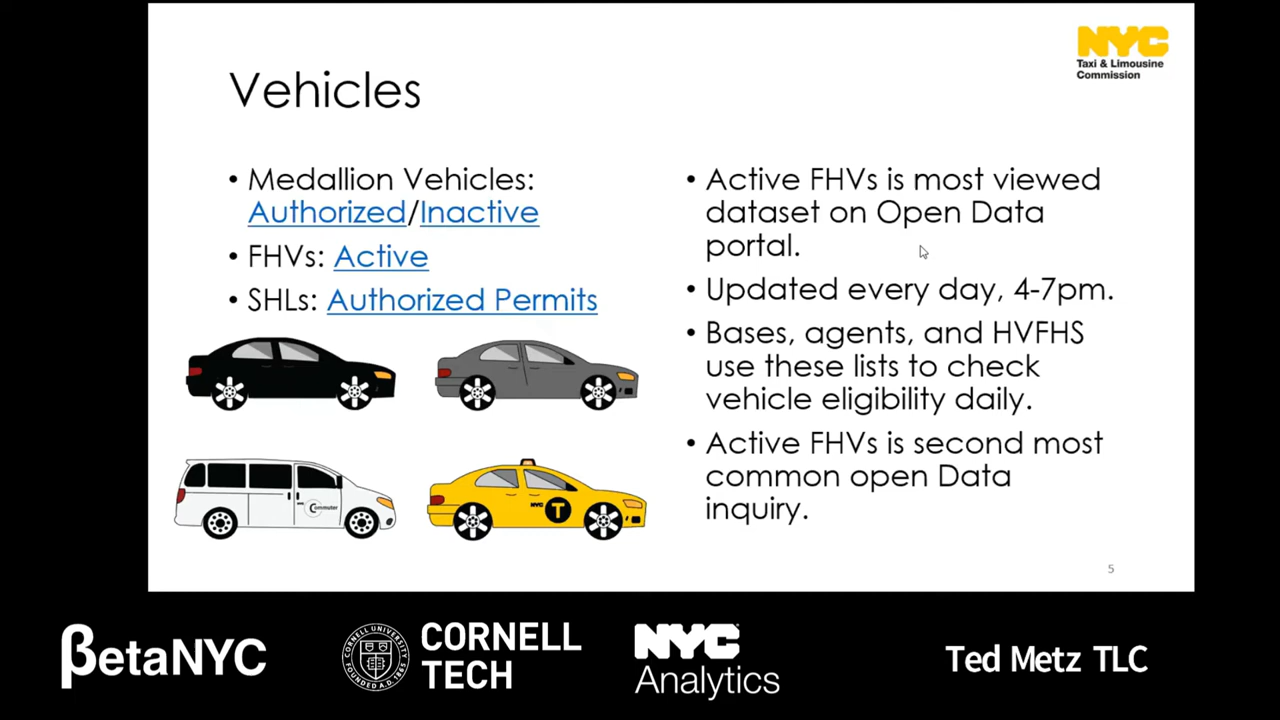 NYC
Taxi & Limousine
Commission
Vehicles
• Medallion Vehicles:
Authorized/Inactive
• FHVs: Active
• SHLs: Authorized Permits
• Active FHVs is most viewed
dataset on Open Data
portal.
• Updated every day, 4-7pm.
• Bases, agents, and HVFHS
use these lists to check
vehicle eligibility daily.
• Active FHVs is second most
common open Data
inquiry.
Commuter
NYC T
5
βetaNYC
CORNELL UNIVERSITY
FOUNDED A.D. 1865
CORNELL
TECH
NYC
Analytics
Ted Metz TLC